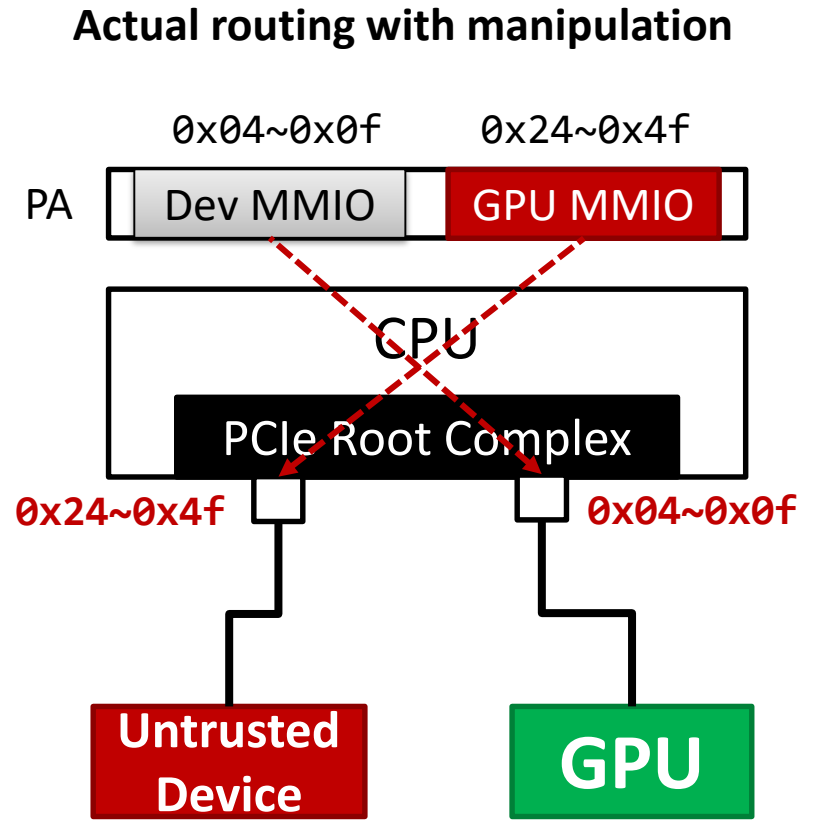 Actual routing with manipulation
0x04~0x0f
0x24~0x4f
PA
Dev MMIO
GPU MMIO
CPU
PCIe Root Complex
0x24~0x4f
0x04~0x0f
Untrusted
Device
GPU